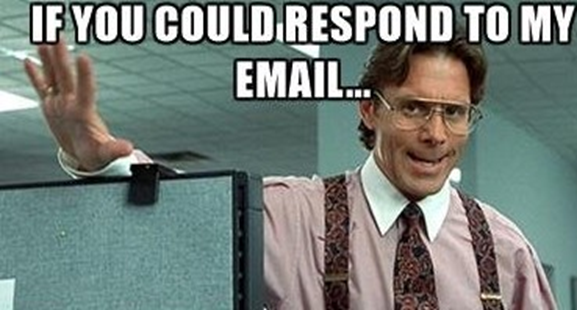 IF YOU COULD RESPOND TO MY
EMAIL...